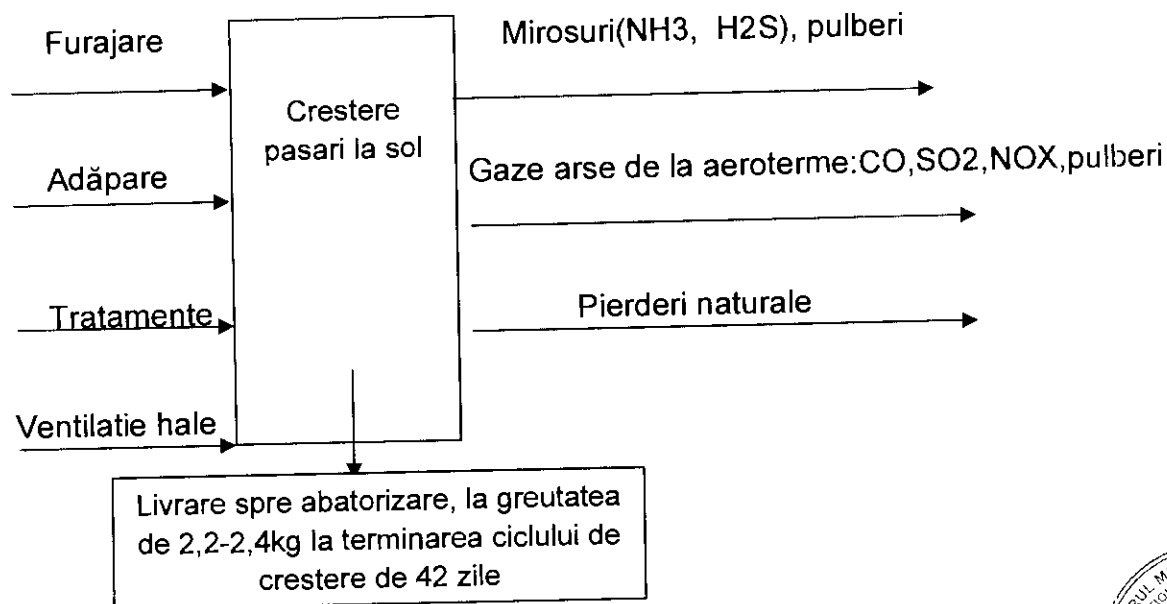 Furajare
Mirosuri(NH3, H2S), pulberi
Crestere
pasari la sol
Adăpare
Gaze arse de la aeroterme:CO,SO2,NOX,pulberi
Tratamente
Pierderi naturale
Ventilatie hale
Livrare spre abatorizare, la greutatea
de 2,2-2,4kg la terminarea ciclului de
crestere de 42 zile